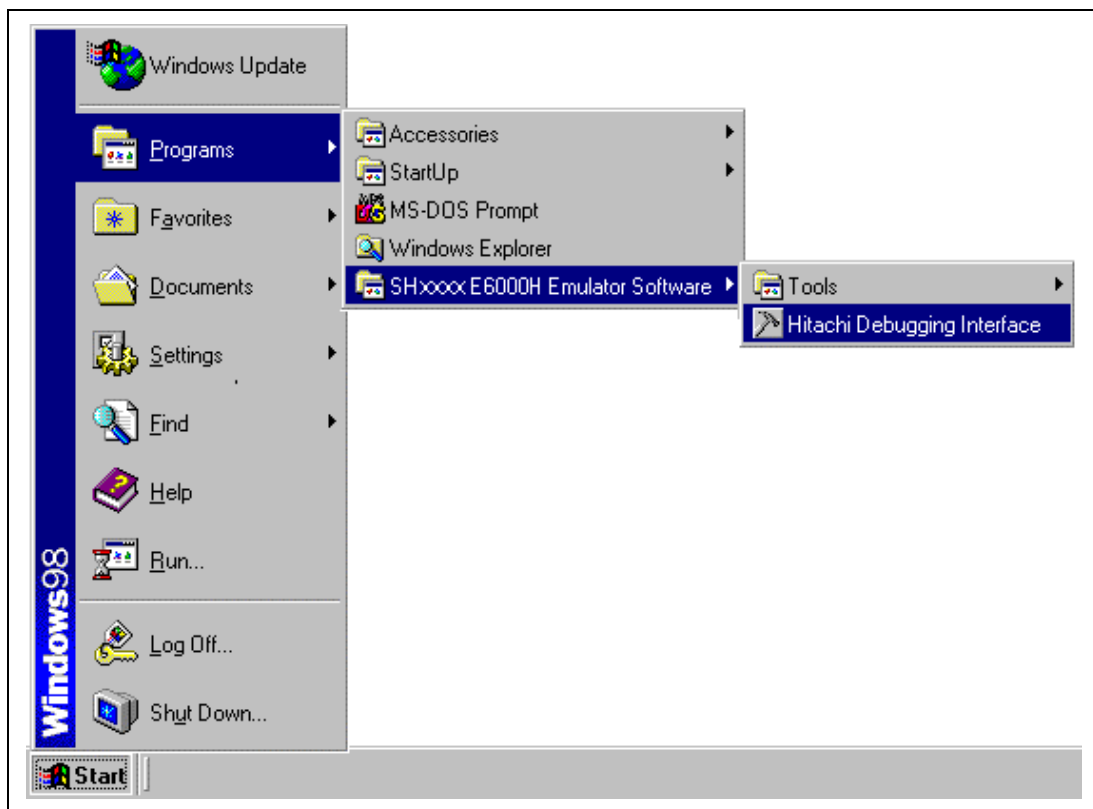 Windows Update
Programs
Favorites
Documents
Settings
Find
Help
Run...
Log Off...
Shut Down...
Windows98
Start
Accessories
StartUp
MS-DOS Prompt
Windows Explorer
SHxxxx E6000H Emulator Software
Tools
Hitachi Debugging Interface